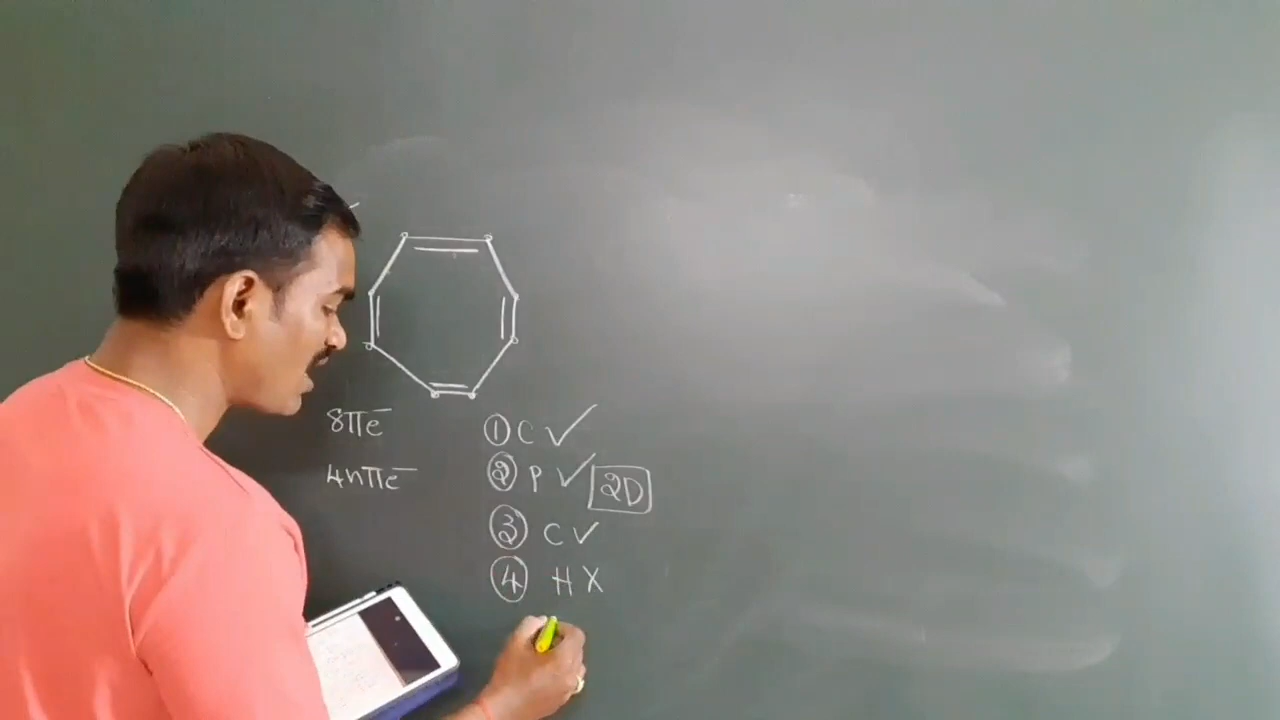 8πe⁻
4nπe⁻
① C ✓
② P ✓ 2D
③ C ✓
④ H X